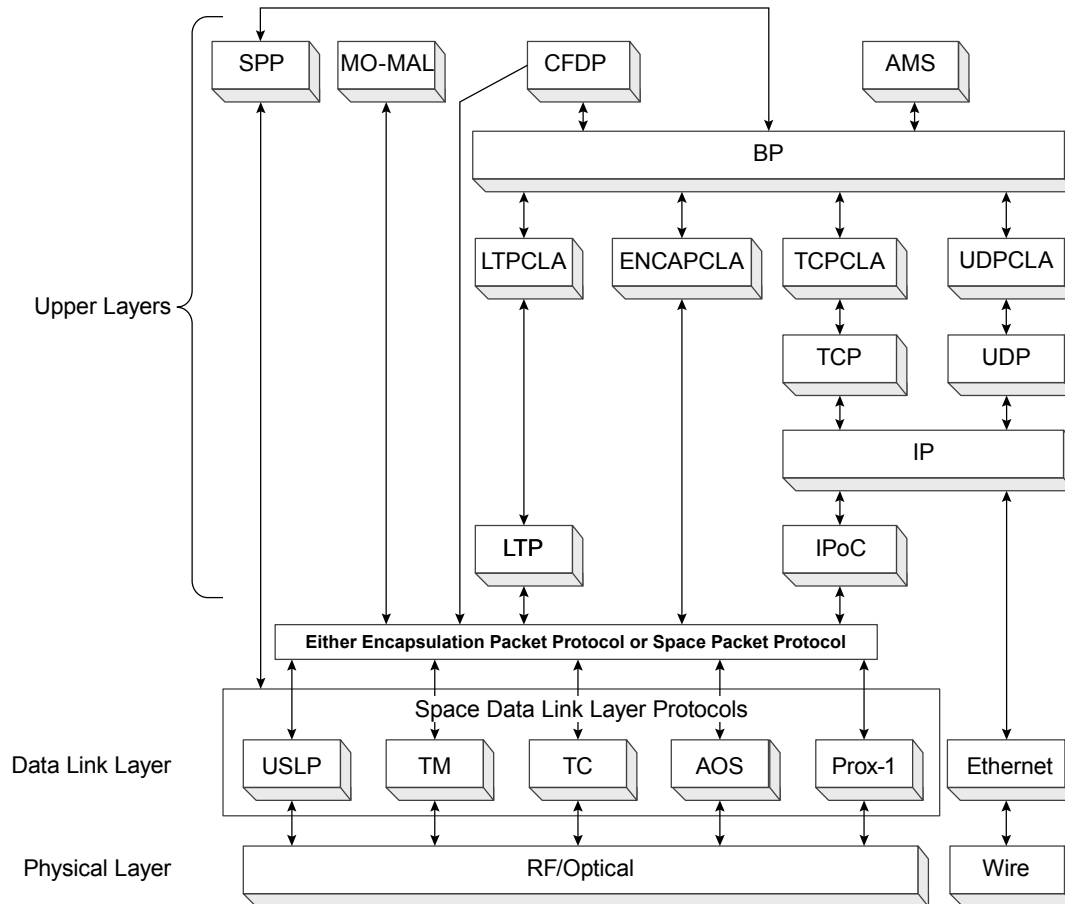 SPP
MO-MAL
CFDP
AMS
BP
LTPCLA
ENCAPCLA
TCPCLA
UDPCLA
Upper Layers
TCP
UDP
IP
LTP
IPoC
Either Encapsulation Packet Protocol or Space Packet Protocol
Space Data Link Layer Protocols
Data Link Layer
USLP
TM
TC
AOS
Prox-1
Ethernet
Physical Layer
RF/Optical
Wire